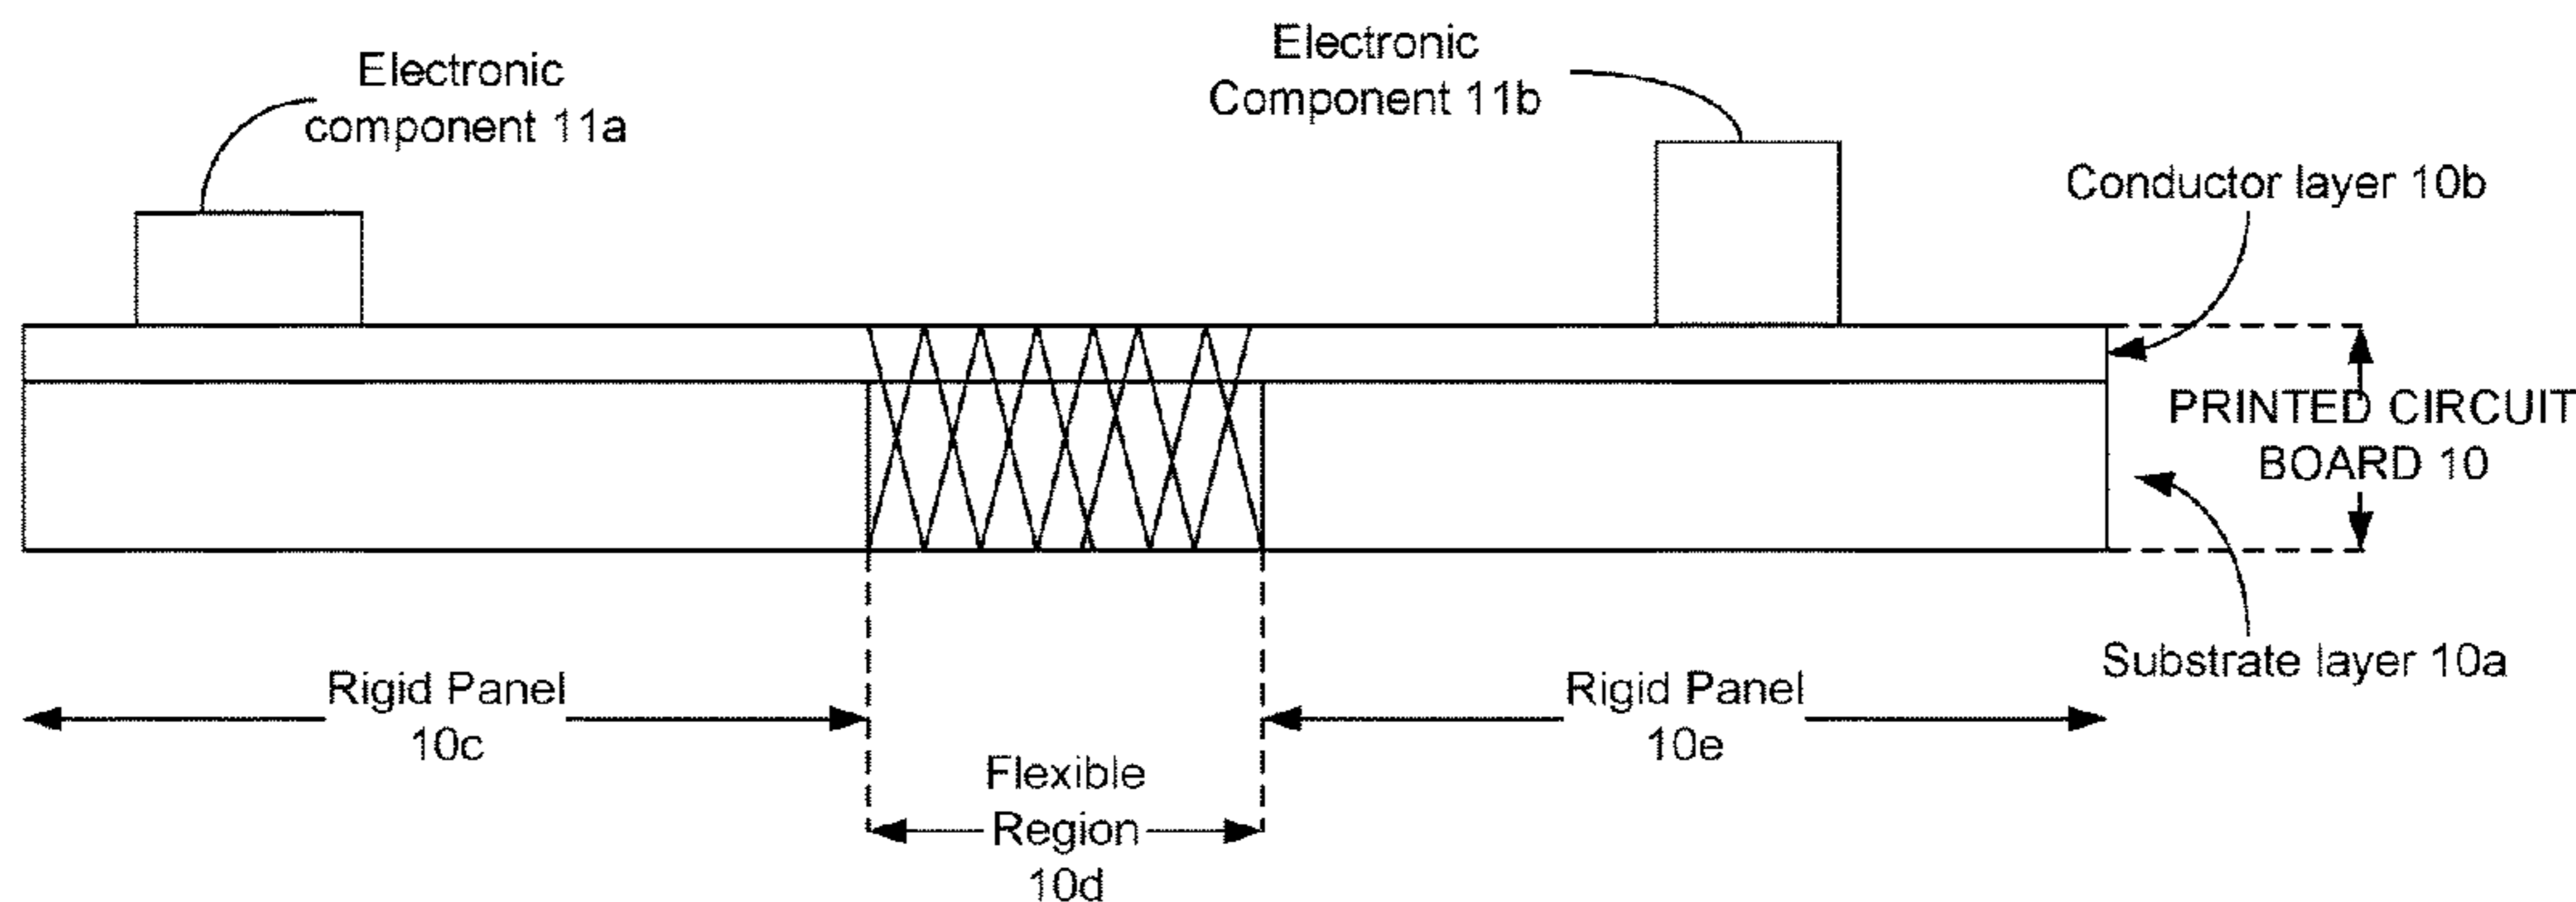 Electronic
component 11a
Electronic
Component 11b
Conductor layer 10b
PRINTED CIRCUIT
BOARD 10
Substrate layer 10a
Rigid Panel
10c
Rigid Panel
10e
Flexible
Region
10d